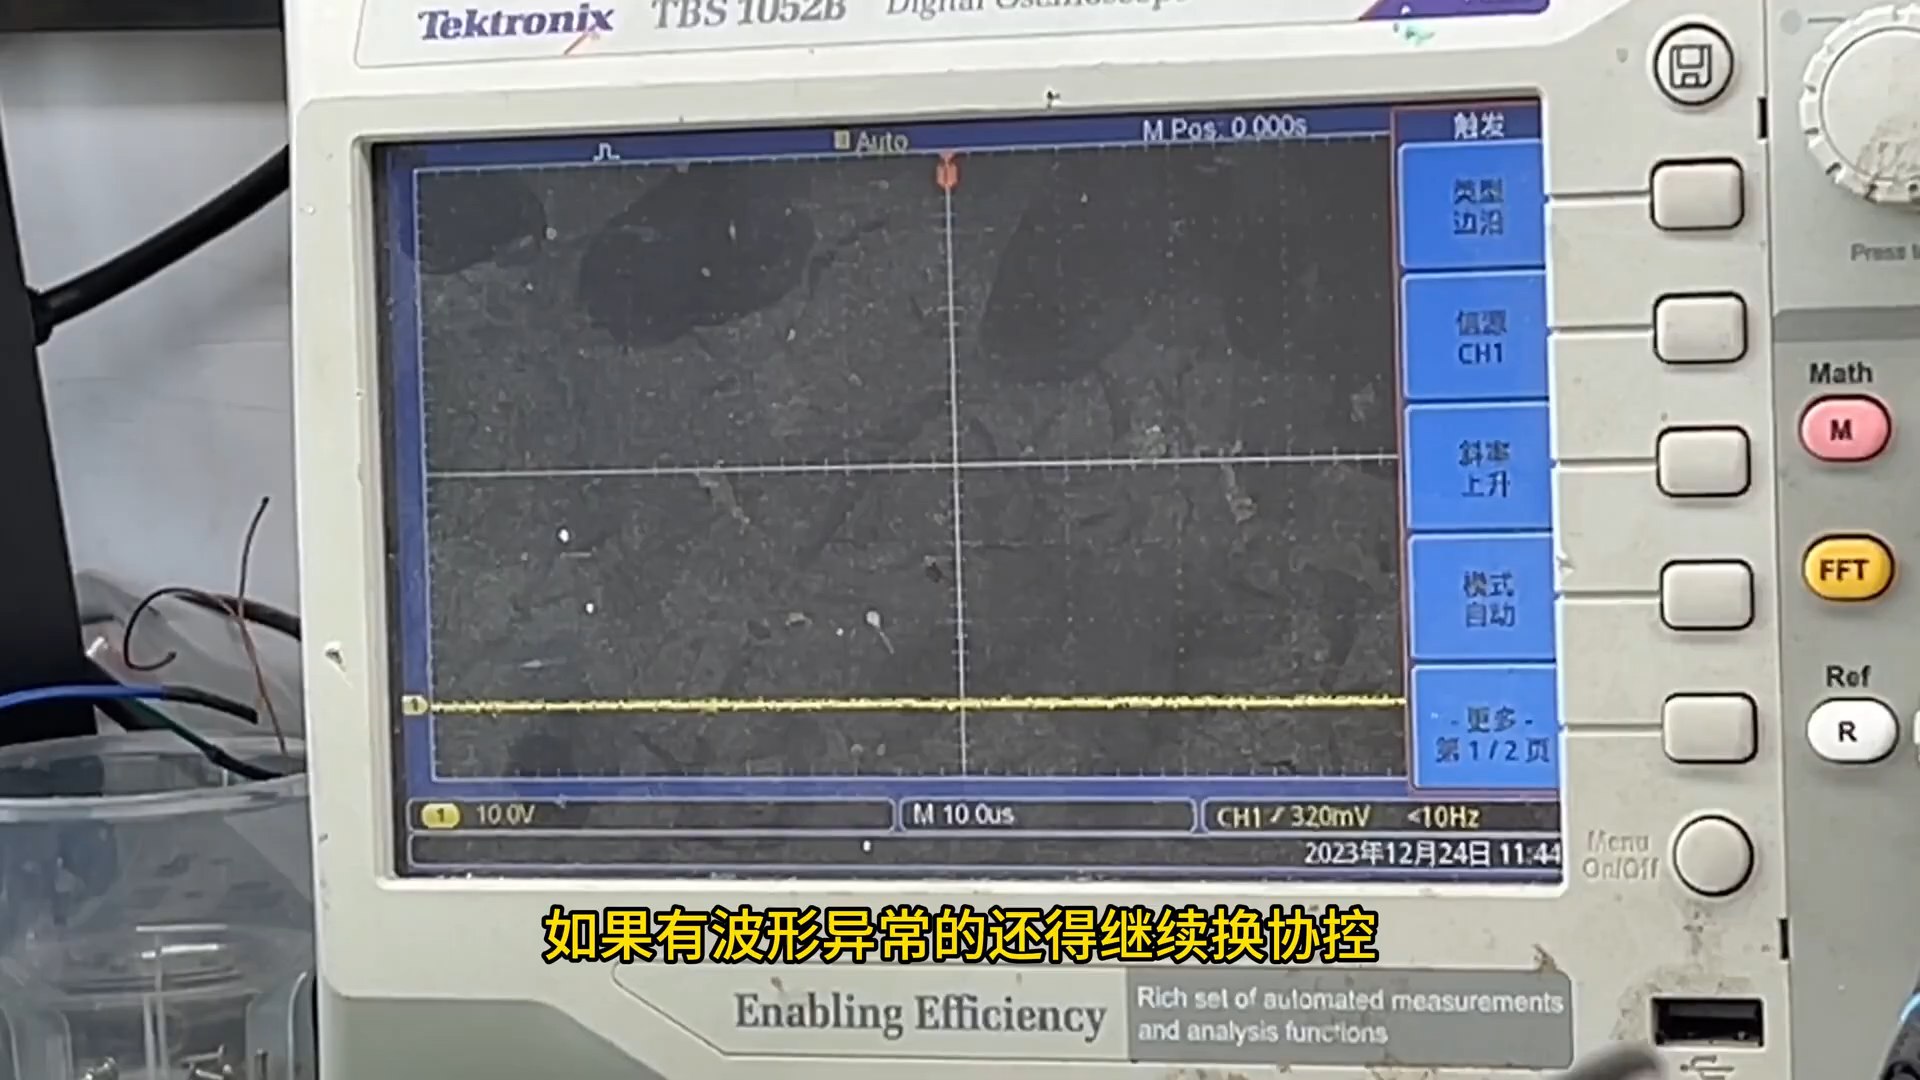 Tektronix TBS 1052B Digital Oscilloscope
Auto M Pos: 0.000s 触发
类型
边沿
信源
CH1
斜率
上升
模式
自动
- 更多 -
第 1 / 2 页
1
1 10.0V M 10.0us CH1 / 320mV <10Hz
2023年12月24日 11:44
Press
Math
M
FFT
Ref
R
Menu
On/Off
如果有波形异常的还得继续换协控
Enabling Efficiency
Rich set of automated measurements
and analysis functions